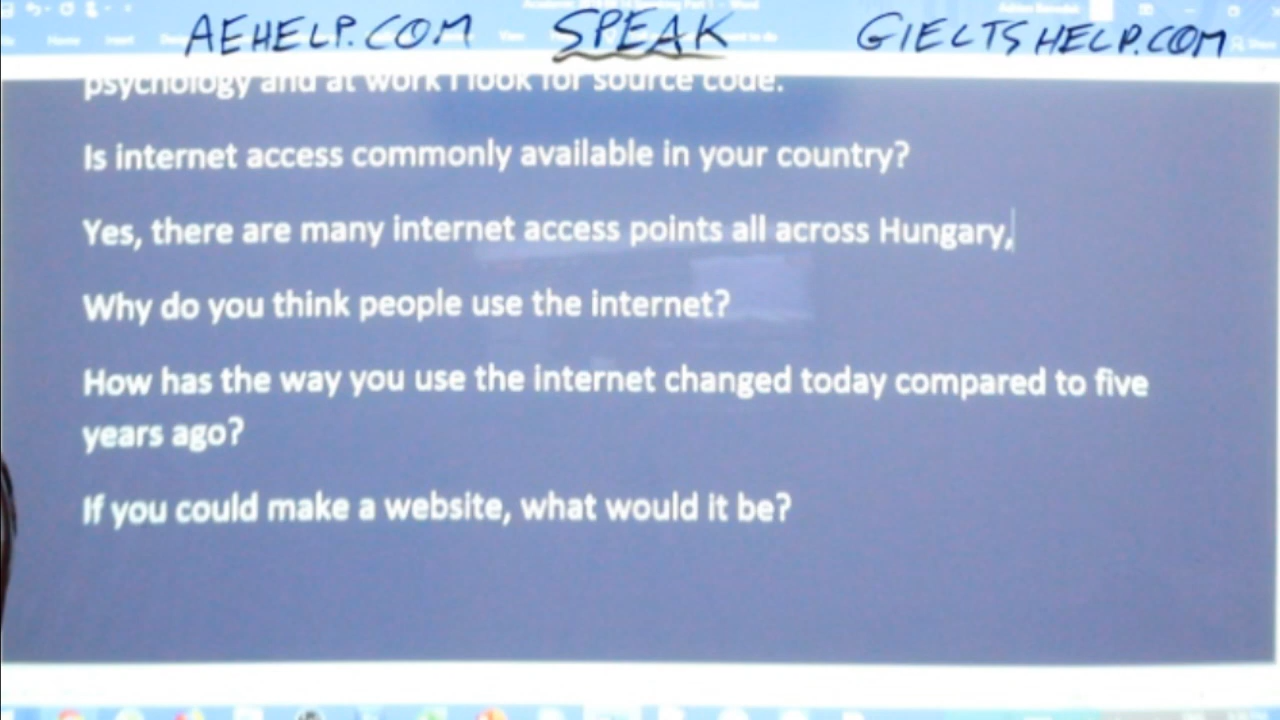 AEHELP.COM SPEAK GIELTSHELP.COM
psychology and at work I look for source code.
Is internet access commonly available in your country?
Yes, there are many internet access points all across Hungary,
Why do you think people use the internet?
How has the way you use the internet changed today compared to five
years ago?
If you could make a website, what would it be?